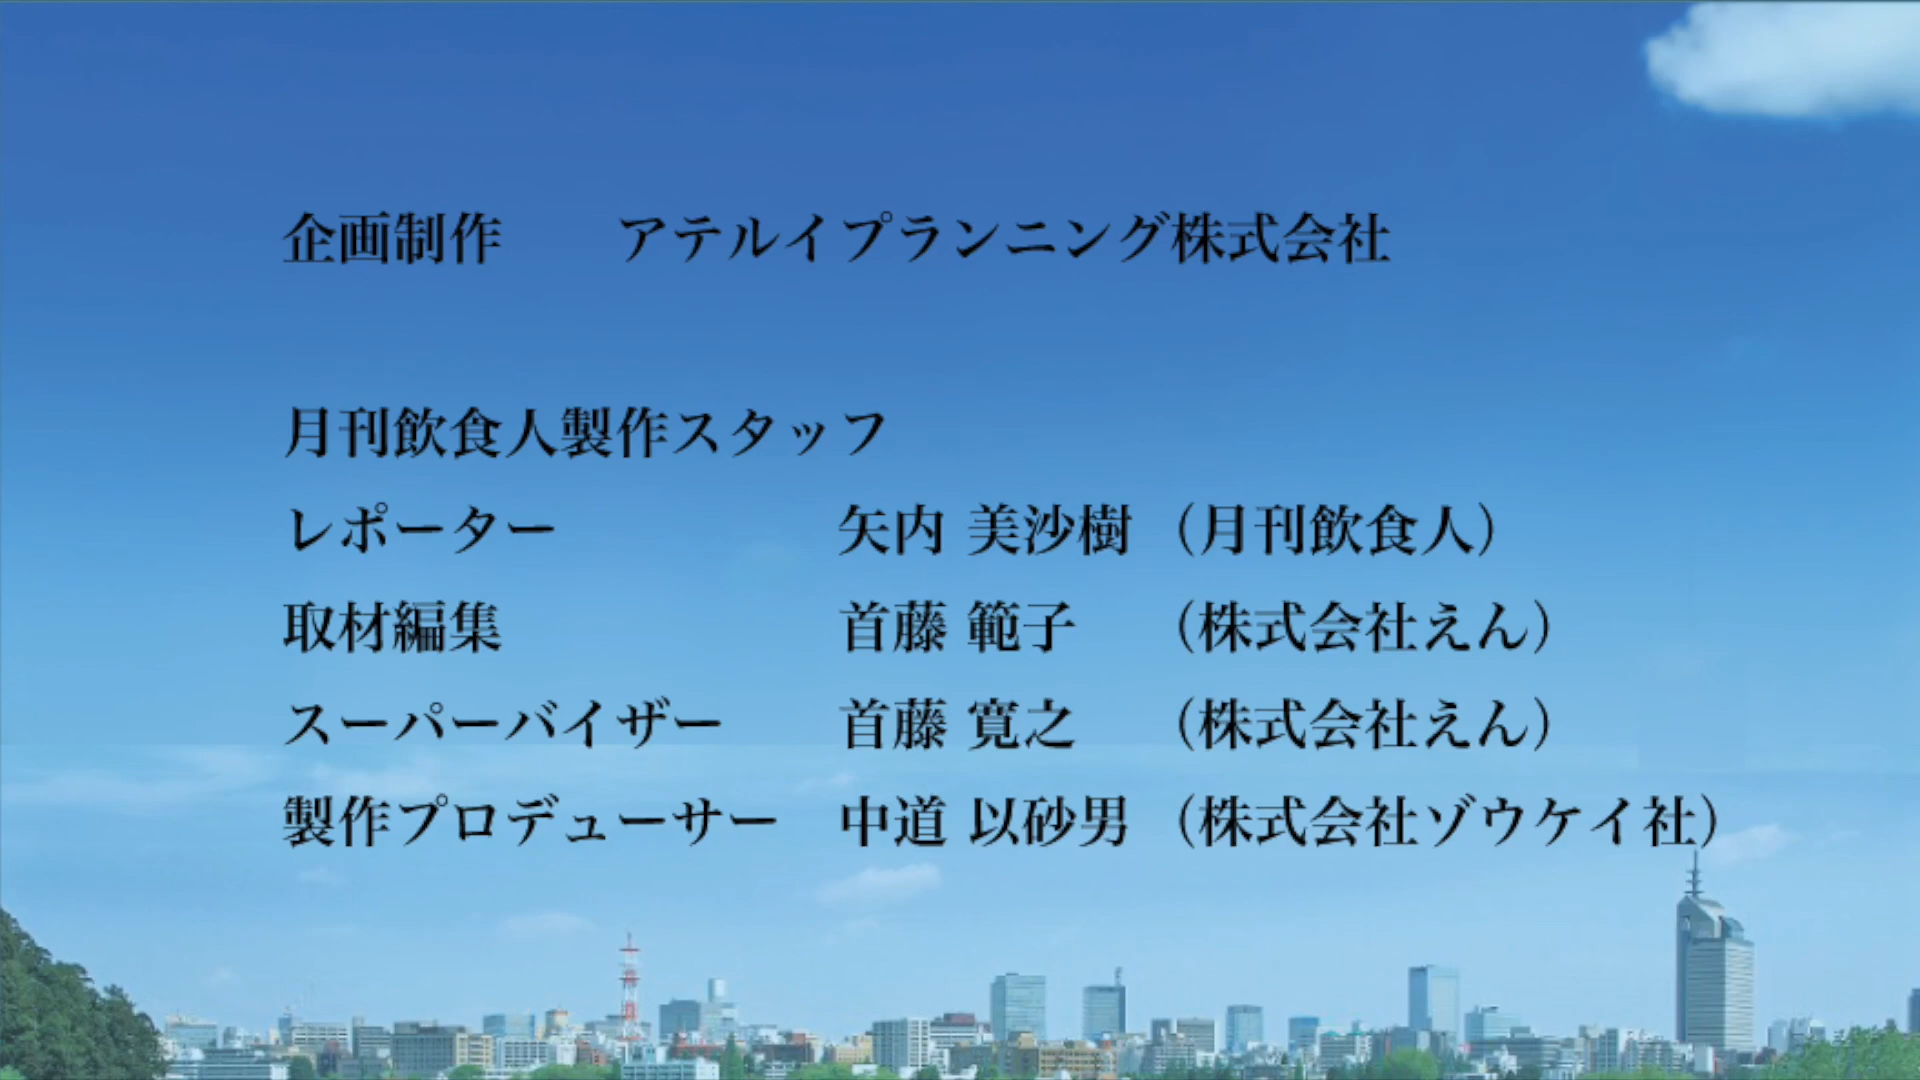 企画制作　　アテルイプランニング株式会社
月刊飲食人製作スタッフ
レポーター　　　　　矢内 美沙樹（月刊飲食人）
取材編集　　　　　　首藤 範子　（株式会社えん）
スーパーバイザー　　首藤 寛之　（株式会社えん）
製作プロデューサー　中道 以砂男（株式会社ゾウケイ社）